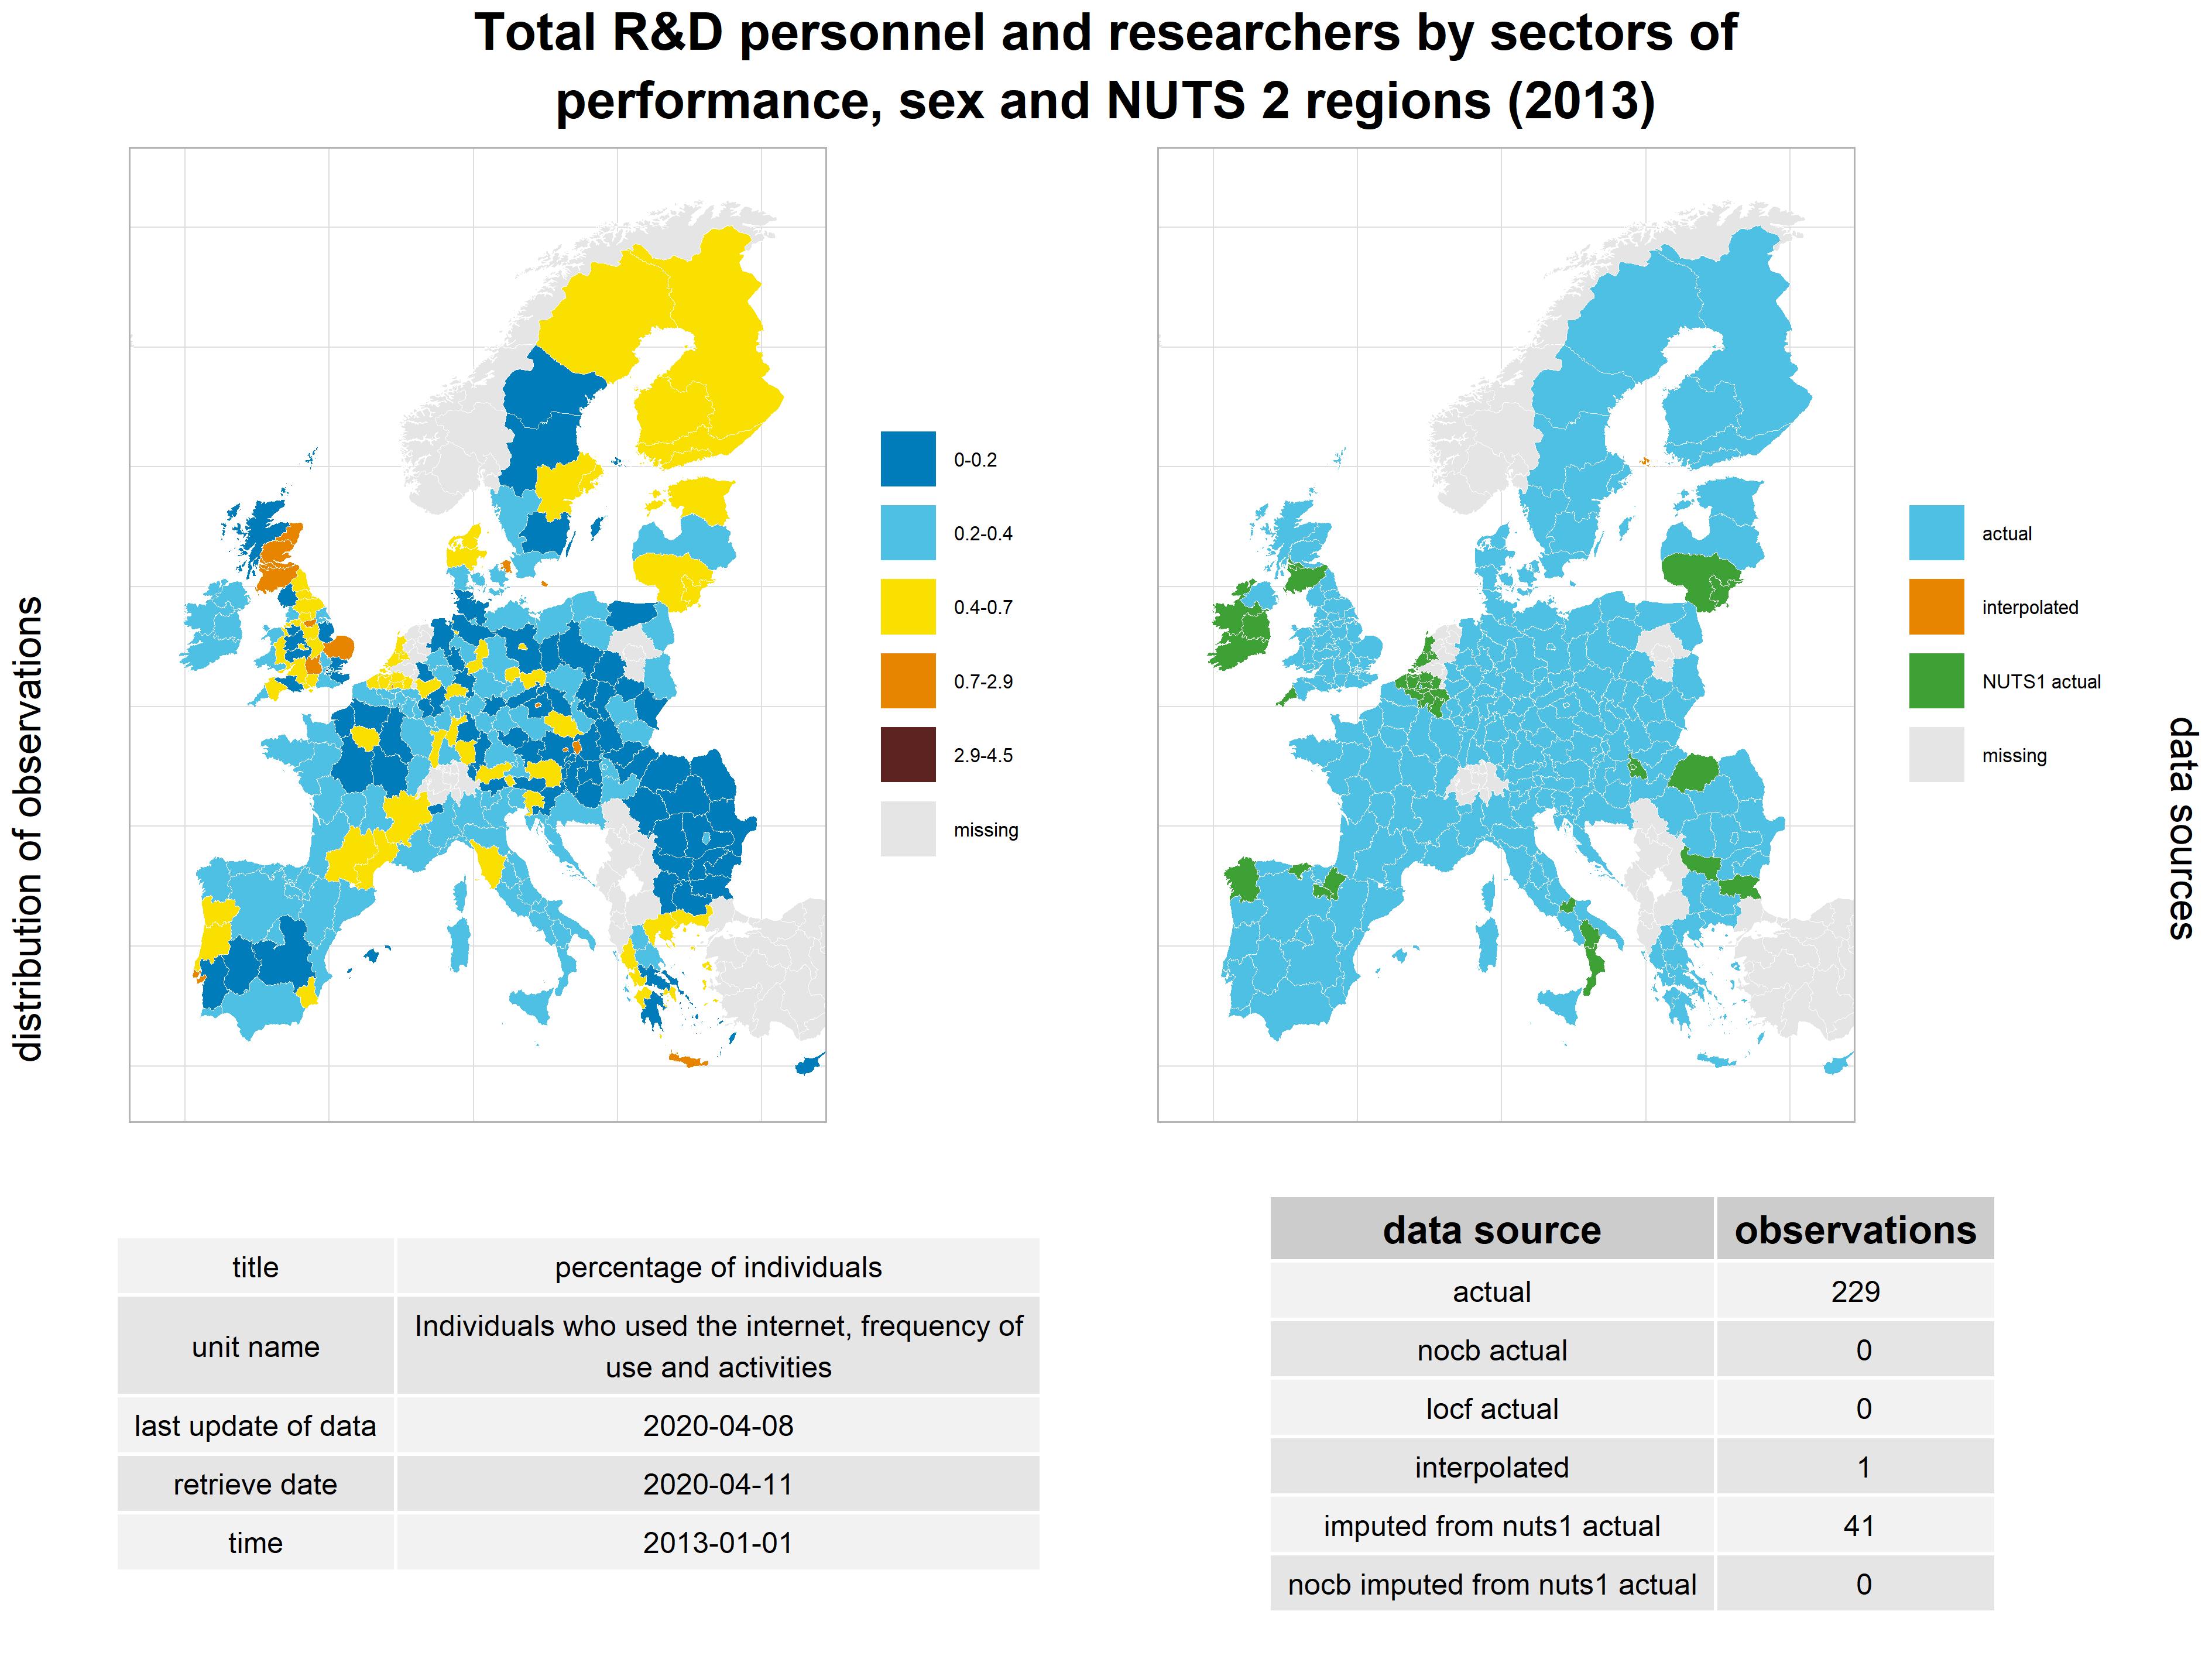 Total R&D personnel and researchers by sectors of
performance, sex and NUTS 2 regions (2013)
distribution of observations
0-0.2
0.2-0.4
0.4-0.7
0.7-2.9
2.9-4.5
missing
actual
interpolated
NUTS1 actual
missing
data sources
title percentage of individuals
unit name Individuals who used the internet, frequency of
use and activities
last update of data 2020-04-08
retrieve date 2020-04-11
time 2013-01-01
data source observations
actual 229
nocb actual 0
locf actual 0
interpolated 1
imputed from nuts1 actual 41
nocb imputed from nuts1 actual 0